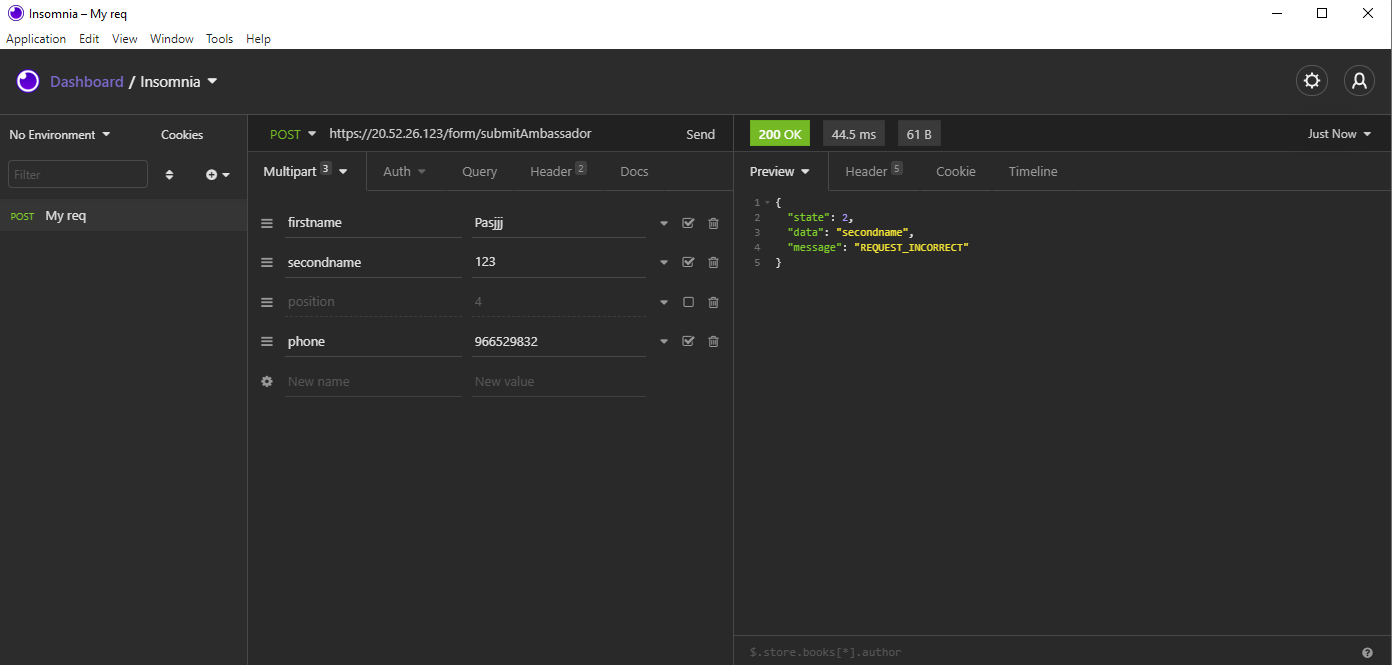 Insomnia – My req
Application Edit View Window Tools Help
Dashboard / Insomnia
No Environment Cookies
Filter
POST My req
POST https://20.52.26.123/form/submitAmbassador Send
Multipart 3 Auth Query Header 2 Docs
firstname Pasjjj
secondname 123
position 4
phone 966529832
New name New value
200 OK 44.5 ms 61 B Just Now
Preview Header 5 Cookie Timeline
1 {
2 "state": 2,
3 "data": "secondname",
4 "message": "REQUEST_INCORRECT"
5 }
$.store.books[*].author